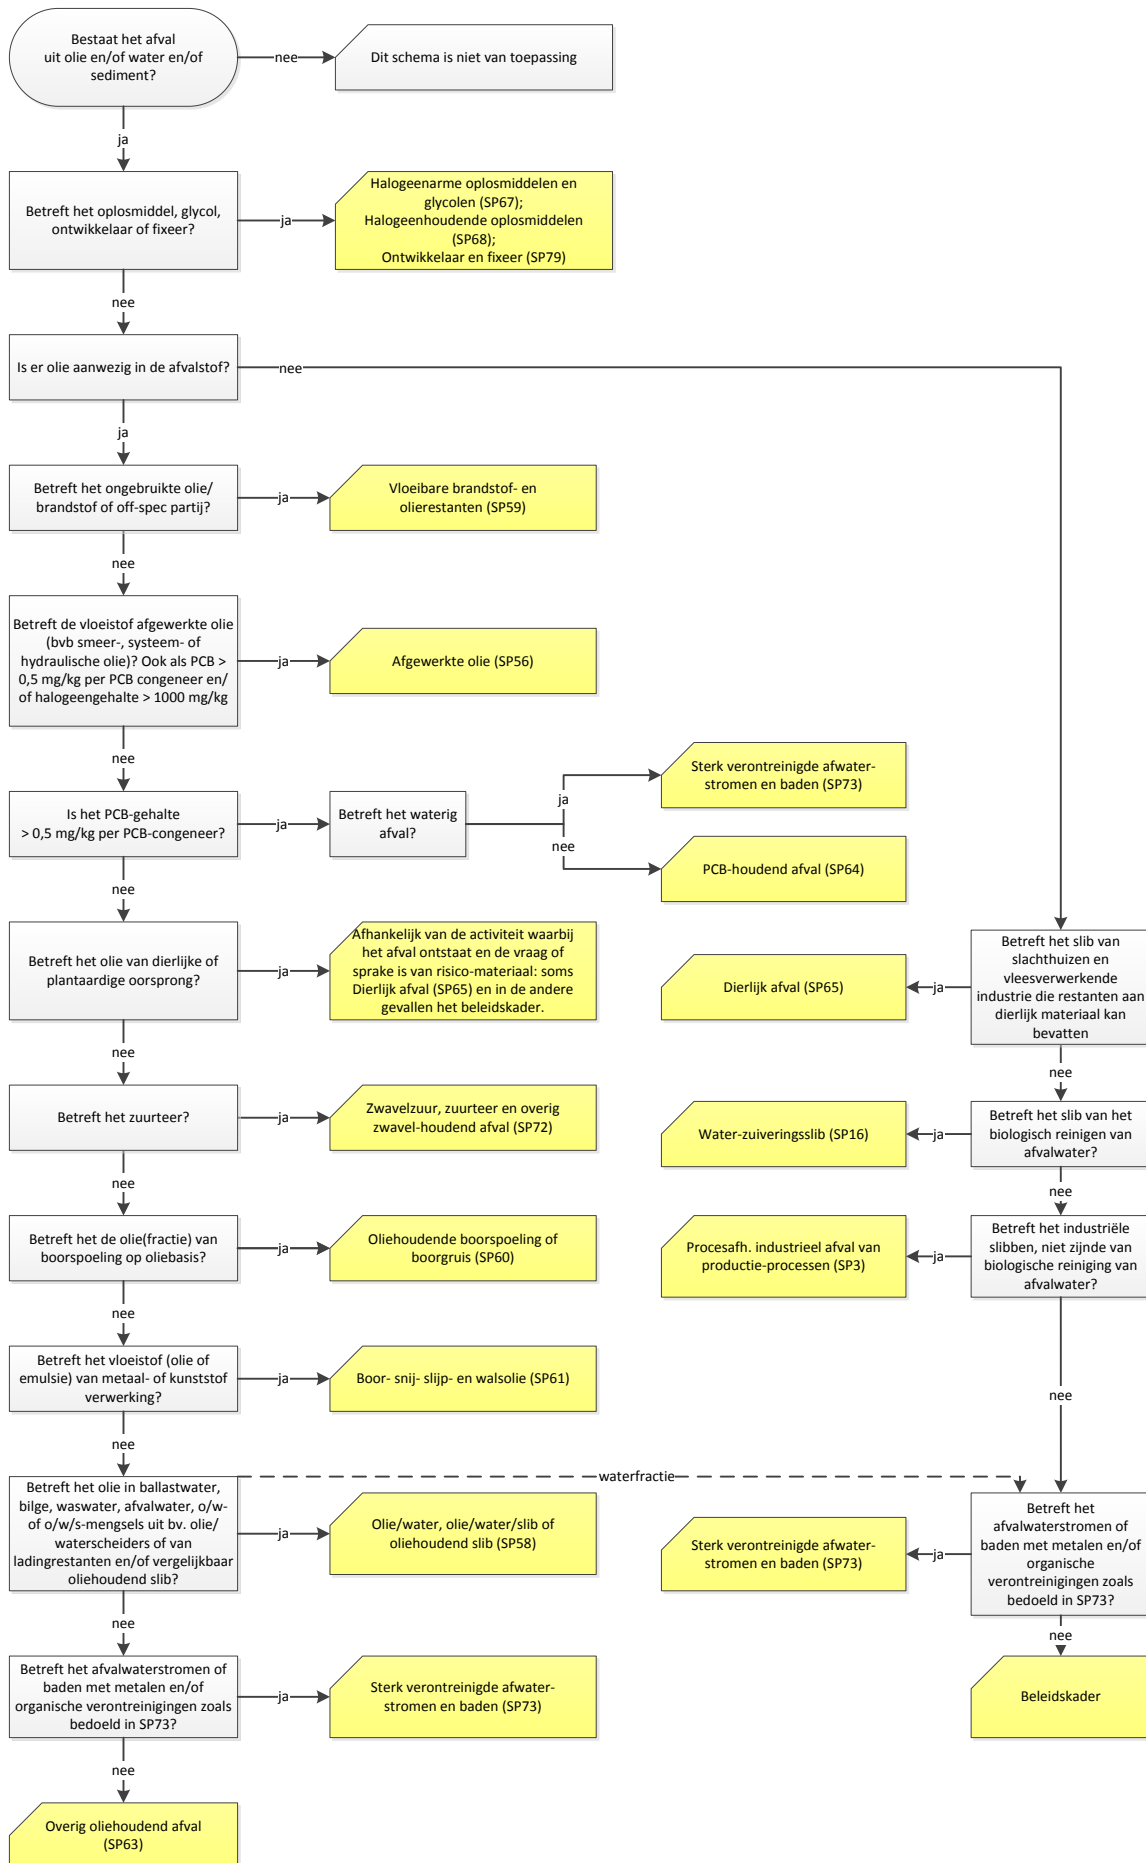 Bestaat het afval
uit olie en/of water en/of
sediment?
nee
Dit schema is niet van toepassing
ja
Betreft het oplosmiddel, glycol,
ontwikkelaar of fixeer?
ja
Halogeenarme oplosmiddelen en
glycolen (SP67);
Halogeenhoudende oplosmiddelen
(SP68);
Ontwikkelaar en fixeer (SP79)
nee
Is er olie aanwezig in de afvalstof?
nee
ja
Betreft het ongebruikte olie/
brandstof of off-spec partij?
ja
Vloeibare brandstof- en
olierestanten (SP59)
nee
Betreft de vloeistof afgewerkte olie
(bvb smeer-, systeem- of
hydraulische olie)? Ook als PCB >
0,5 mg/kg per PCB congeneer en/
of halogeengehalte > 1000 mg/kg
ja
Afgewerkte olie (SP56)
nee
Is het PCB-gehalte
> 0,5 mg/kg per PCB-congeneer?
ja
Betreft het waterig
afval?
ja
Sterk verontreinigde afwater-
stromen en baden (SP73)
nee
PCB-houdend afval (SP64)
nee
Betreft het olie van dierlijke of
plantaardige oorsprong?
ja
Afhankelijk van de activiteit waarbij
het afval ontstaat en de vraag of
sprake is van risico-materiaal: soms
Dierlijk afval (SP65) en in de andere
gevallen het beleidskader.
nee
Betreft het zuurteer?
ja
Zwavelzuur, zuurteer en overig
zwavel-houdend afval (SP72)
nee
Betreft het de olie(fractie) van
boorspoeling op oliebasis?
ja
Oliehoudende boorspoeling of
boorgruis (SP60)
nee
Betreft het vloeistof (olie of
emulsie) van metaal- of kunststof
verwerking?
ja
Boor- snij- slijp- en walsolie (SP61)
nee
Betreft het olie in ballastwater,
bilge, waswater, afvalwater, o/w-
of o/w/s-mengsels uit bv. olie/
waterscheiders of van
ladingrestanten en/of vergelijkbaar
oliehoudend slib?
waterfractie
ja
Olie/water, olie/water/slib of
oliehoudend slib (SP58)
nee
Betreft het afvalwaterstromen of
baden met metalen en/of
organische verontreinigingen zoals
bedoeld in SP73?
ja
Sterk verontreinigde afwater-
stromen en baden (SP73)
nee
Overig oliehoudend afval
(SP63)
Betreft het slib van
slachthuizen en
vleesverwerkende
industrie die restanten aan
dierlijk materiaal kan
bevatten
ja
Dierlijk afval (SP65)
nee
Betreft het slib van het
biologisch reinigen van
afvalwater?
ja
Water-zuiveringsslib (SP16)
nee
Betreft het industriële
slibben, niet zijnde van
biologische reiniging van
afvalwater?
ja
Procesafh. industrieel afval van
productie-processen (SP3)
nee
Betreft het
afvalwaterstromen of
baden met metalen en/of
organische
verontreinigingen zoals
bedoeld in SP73?
ja
Sterk verontreinigde afwater-
stromen en baden (SP73)
nee
Beleidskader